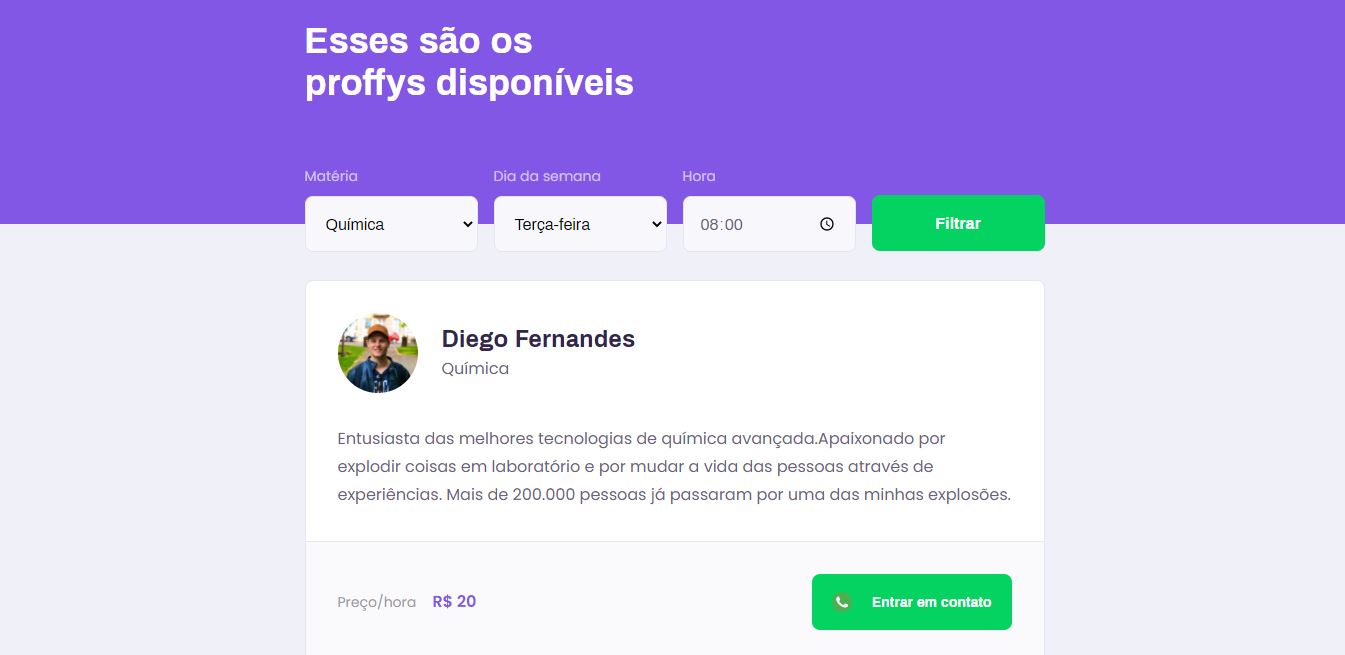 Esses são os
proffys disponíveis
Matéria
Dia da semana
Hora
Química
Terça-feira
08:00
Filtrar
Diego Fernandes
Química
Entusiasta das melhores tecnologias de química avançada.Apaixonado por
explodir coisas em laboratório e por mudar a vida das pessoas através de
experiências. Mais de 200.000 pessoas já passaram por uma das minhas explosões.
Preço/hora R$ 20
Entrar em contato